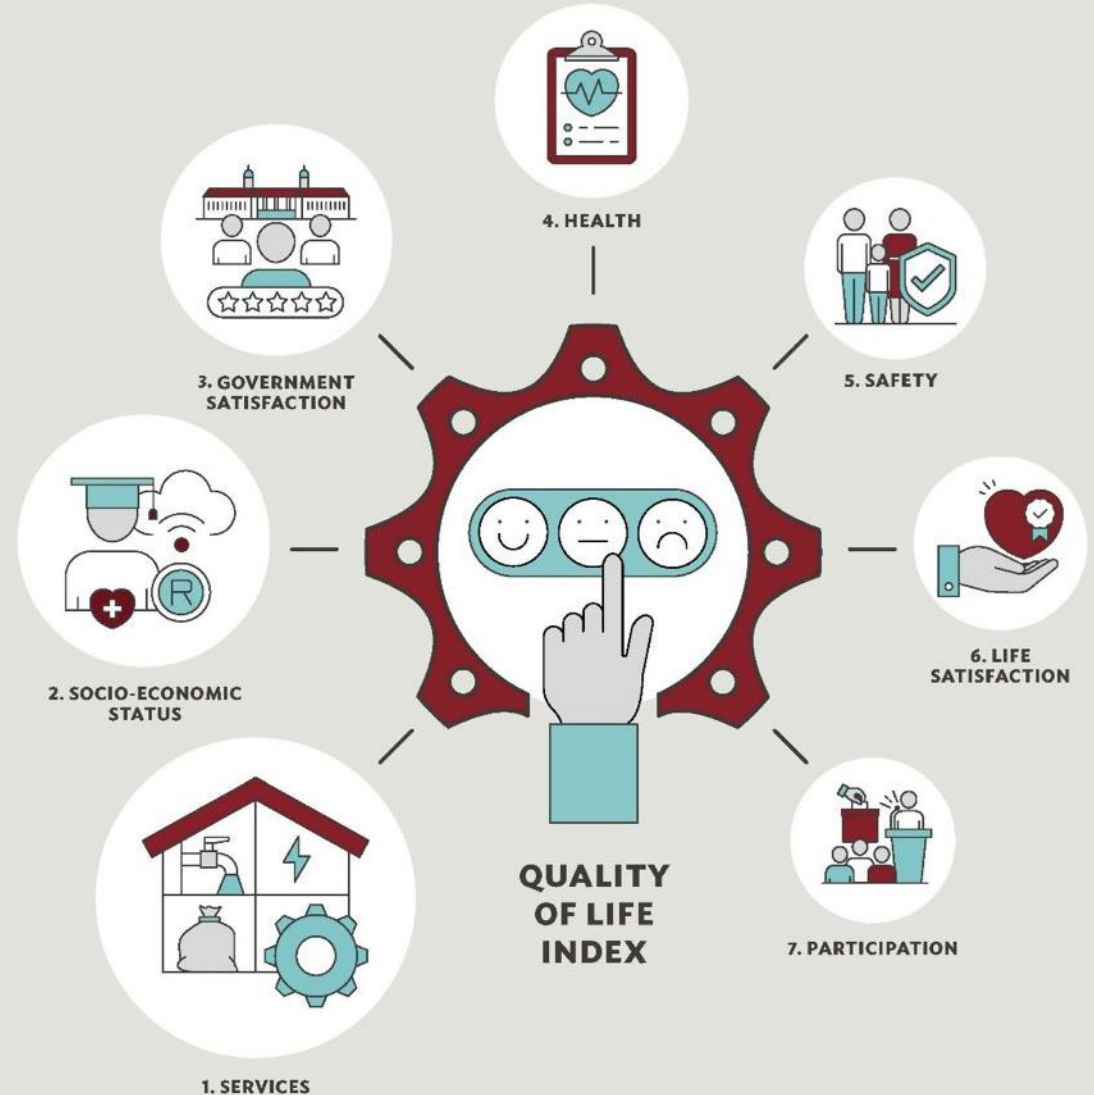 4. HEALTH
3. GOVERNMENT
SATISFACTION
5. SAFETY
2. SOCIO-ECONOMIC
STATUS
R
6. LIFE
SATISFACTION
QUALITY
OF LIFE
INDEX
7. PARTICIPATION
1. SERVICES